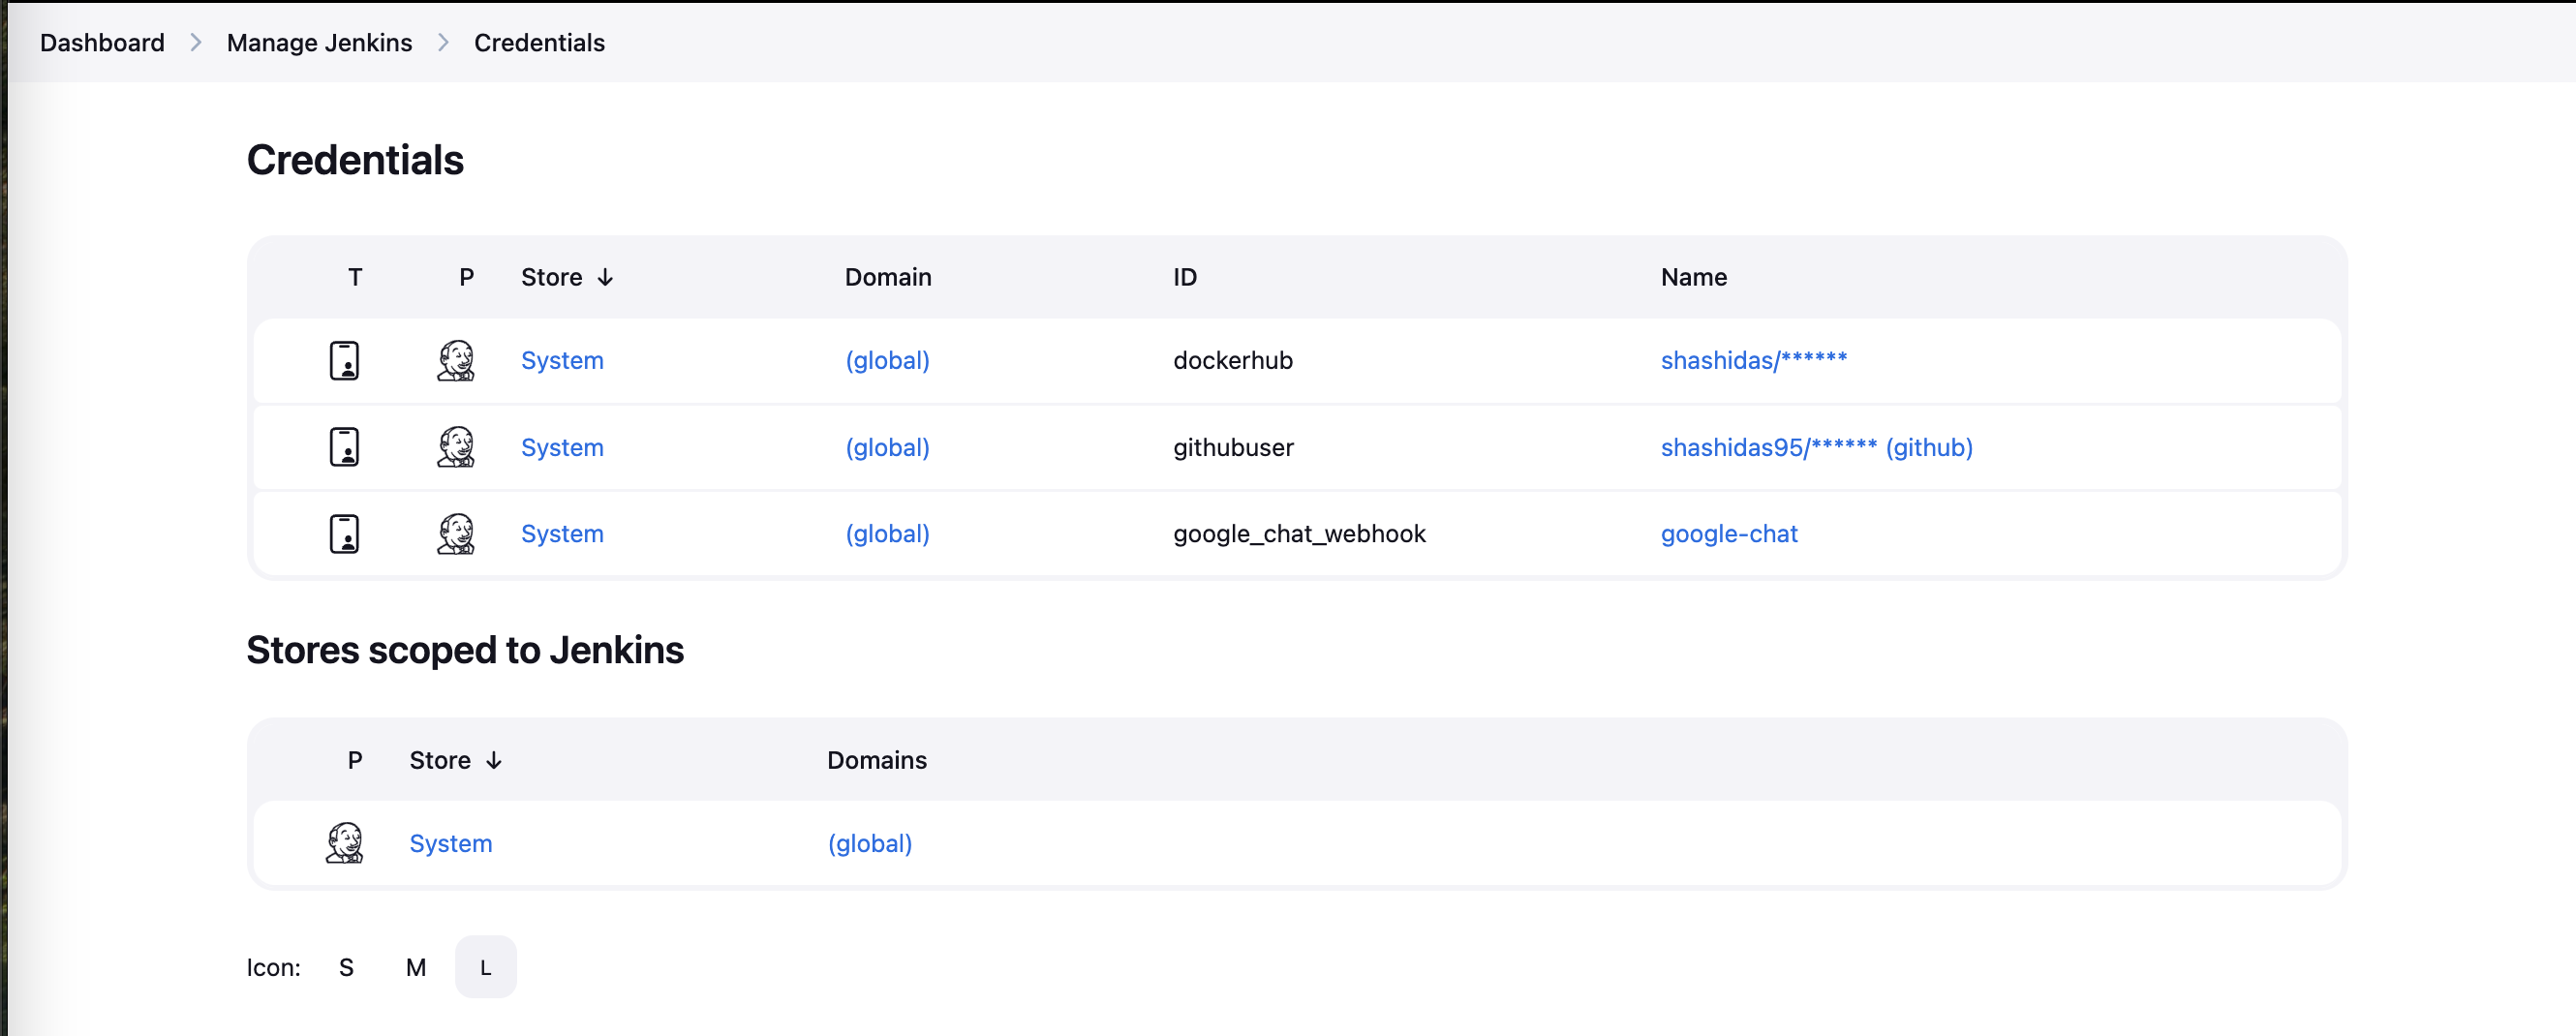 Dashboard > Manage Jenkins > Credentials
Credentials
T P Store ↓ Domain ID Name
System (global) dockerhub shashidas/******
System (global) githubuser shashidas95/****** (github)
System (global) google_chat_webhook google-chat
Stores scoped to Jenkins
P Store ↓ Domains
System (global)
Icon: S M L